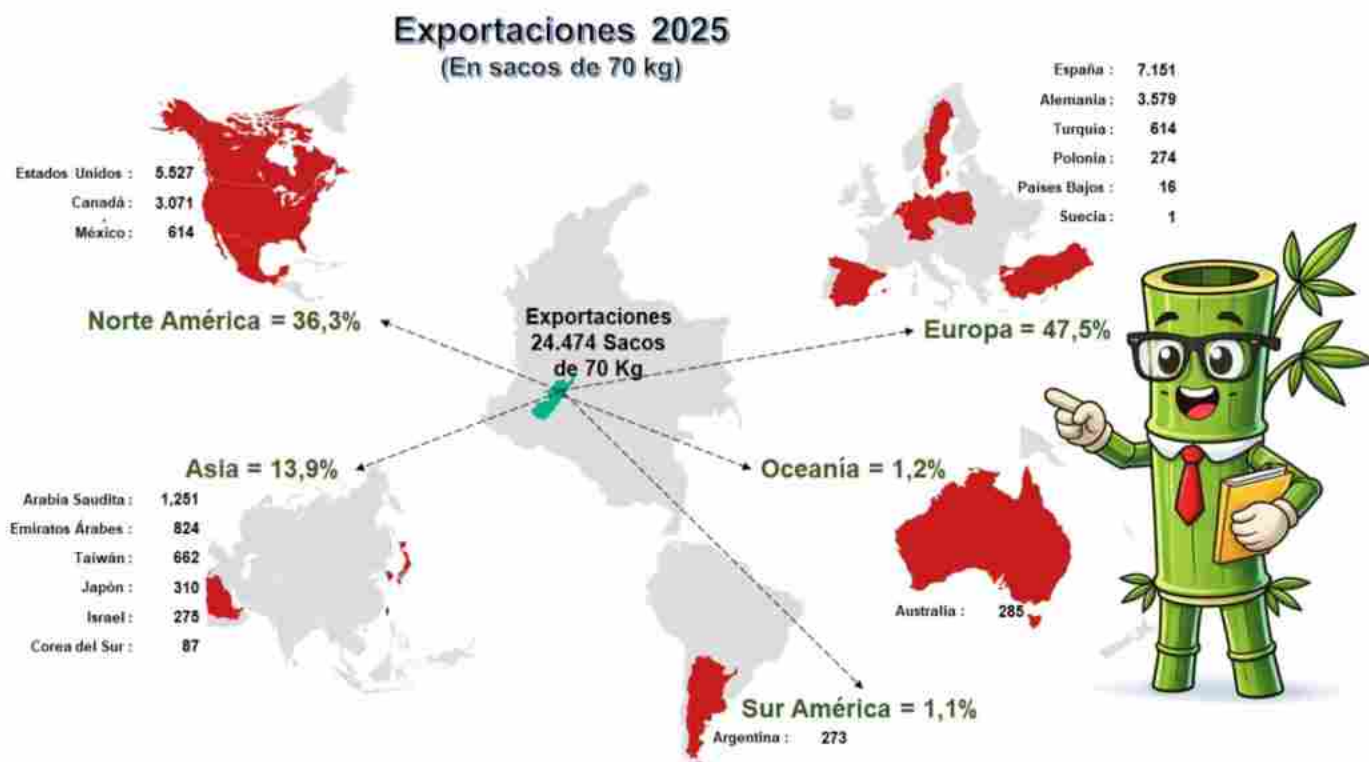 Exportaciones 2025
(En sacos de 70 kg)
Estados Unidos : 5.527
Canadá : 3.071
México : 614
Norte América = 36,3%
España : 7.151
Alemania : 3.579
Turquia : 614
Polonia : 274
Países Bajos : 16
Suecia : 1
Europa = 47,5%
Exportaciones
24.474 Sacos
de 70 Kg
Asia = 13,9%
Arabia Saudita : 1,251
Emiratos Árabes : 824
Taiwán : 662
Japón : 310
Israel : 275
Corea del Sur : 87
Oceanía = 1,2%
Australia : 285
Sur América = 1,1%
Argentina : 273